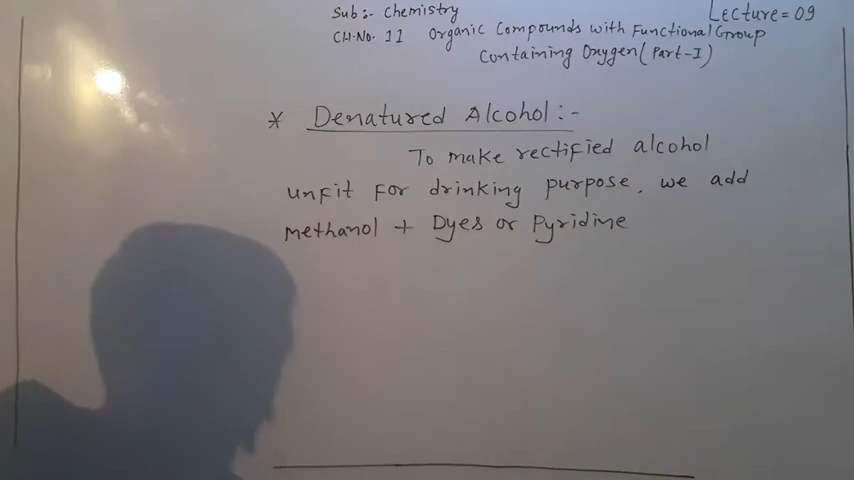 Sub:- Chemistry
Lecture = 09
CH.No. 11 Organic Compounds with Functional Group
Containing Oxygen (Part-I)
* Denatured Alcohol:-
To make rectified alcohol
unfit for drinking purpose, we add
methanol + Dyes or Pyridine